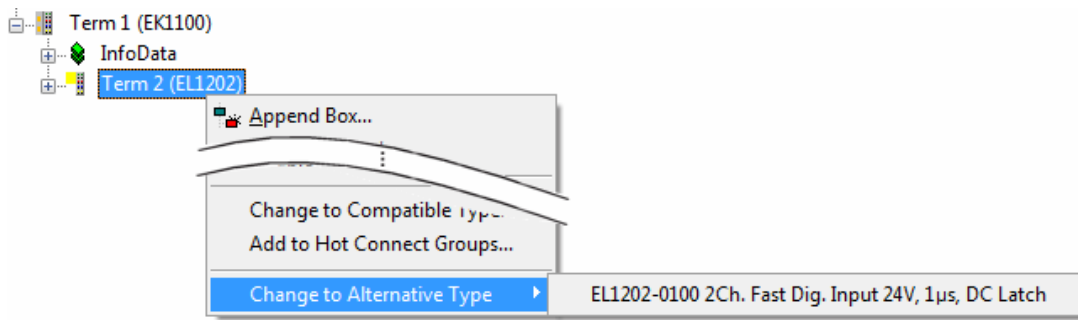 Term 1 (EK1100)
InfoData
Term 2 (EL1202)
Append Box...
Change to Compatible
Add to Hot Connect Groups...
Change to Alternative Type
EL1202-0100 2Ch. Fast Dig. Input 24V, 1µs, DC Latch